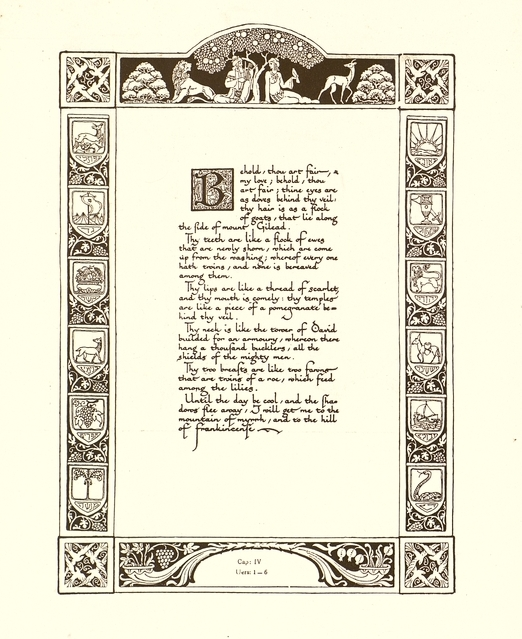 Behold, thou art fair, a
my love; behold, thou
art fair; thine eyes are
as doves behind thy veil:
thy hair is as a flock
of goats, that lie along
the side of mount Gilead.
Thy teeth are like a flock of ewes
that are newly shorn, which are come
up from the washing; whereof every one
hath twins, and none is bereaved
among them.
Thy lips are like a thread of scarlet,
and thy mouth is comely: thy temples
are like a piece of a pomegranate be=
hind thy veil.
Thy neck is like the tower of David
builded for an armoury, whereon there
hang a thousand bucklers, all the
shields of the mighty men.
Thy two breasts are like two fawns
that are twins of a roe, which feed
among the lilies.
Until the day be cool, and the sha=
dows flee away, I will get me to the
mountain of myrrh, and to the hill
of frankincense
Cap: IV
Uers: 1—6